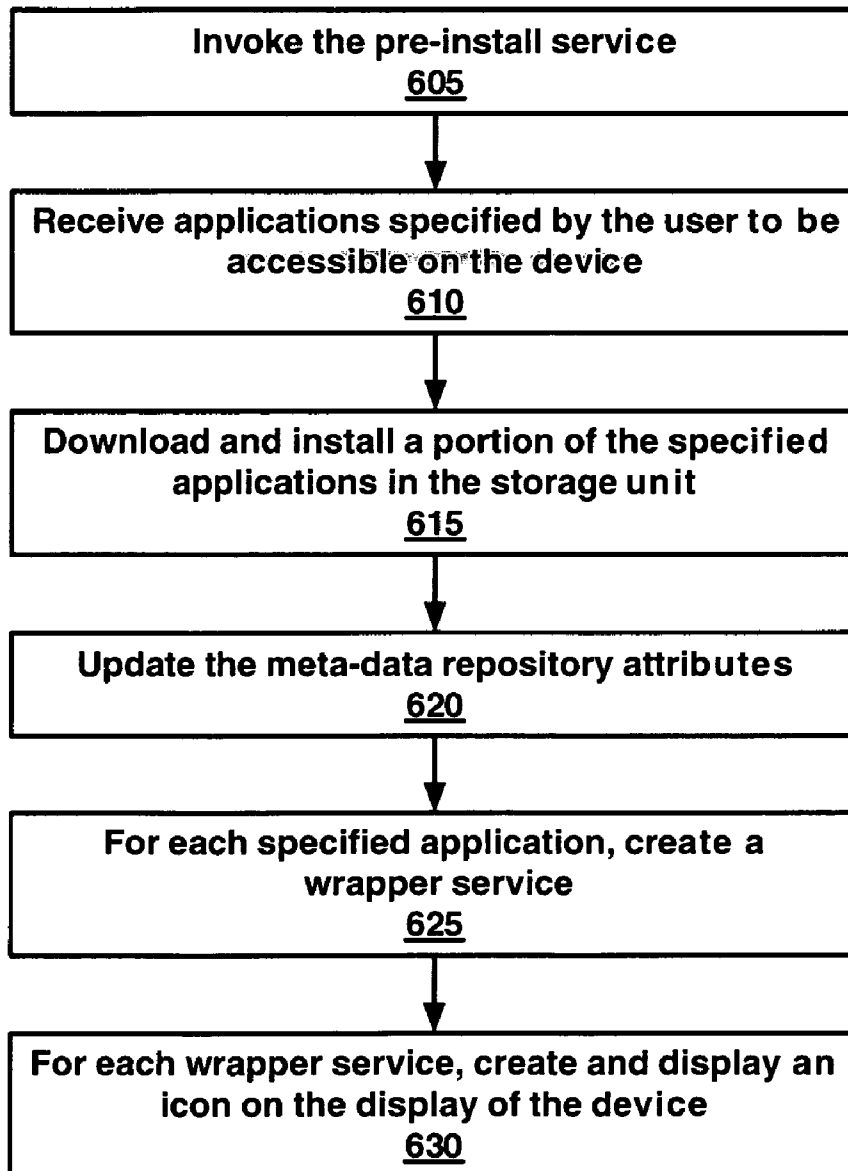 Invoke the pre-install service
605
Receive applications specified by the user to be
accessible on the device
610
Download and install a portion of the specified
applications in the storage unit
615
Update the meta-data repository attributes
620
For each specified application, create a
wrapper service
625
For each wrapper service, create and display an
icon on the display of the device
630